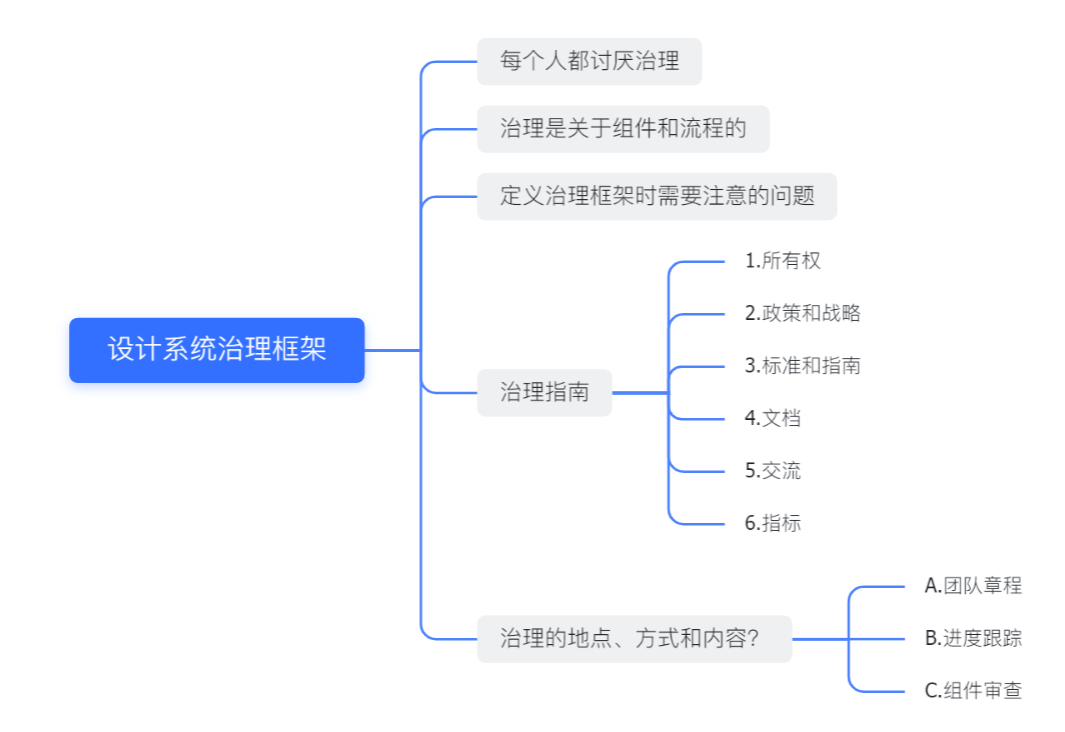 每个人都讨厌治理
治理是关于组件和流程的
定义治理框架时需要注意的问题
设计系统治理框架
治理指南
1.所有权
2.政策和战略
3.标准和指南
4.文档
5.交流
6.指标
治理的地点、方式和内容？
A.团队章程
B.进度跟踪
C.组件审查